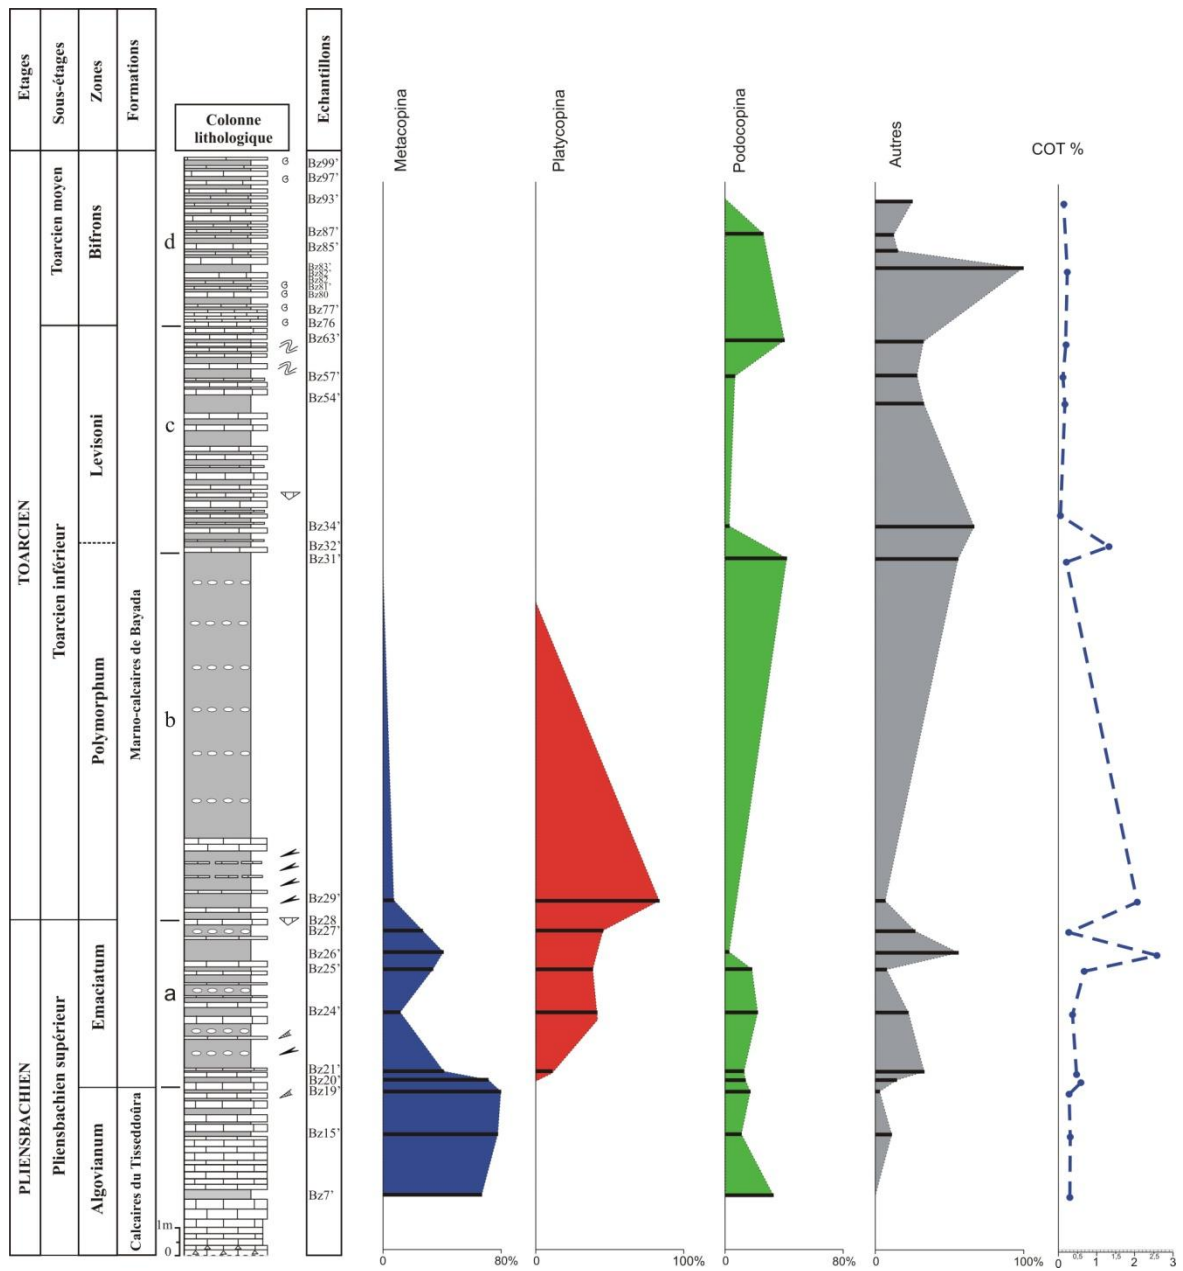 Etages
Sous-étages
Zones
Formations
Colonne
lithologique
Echantillons
Metacopina
Platycopina
Podocopina
Autres
COT %
TOARCIEN
PLIENSBACHIEN
Toarcien moyen
Toarcien inférieur
Pliensbachien supérieur
Bifrons
Levisoni
Polymorphum
Emaciatum
Algovianum
Marno-calcaires de Bayada
Calcaires du Tisseddoûra
d
c
b
a
1m
0
Bz99'
Bz97'
Bz93'
Bz87'
Bz85'
Bz83'
Bz82'
Bz82
Bz81'
Bz80
Bz77'
Bz76
Bz63'
Bz57'
Bz54'
Bz34'
Bz32'
Bz31'
Bz29'
Bz28
Bz27'
Bz26'
Bz25'
Bz24'
Bz21'
Bz20'
Bz19'
Bz15'
Bz7'
0 80%
0 100%
0 80%
0 100%
0 0,5 1 1,5 2 2,5 3